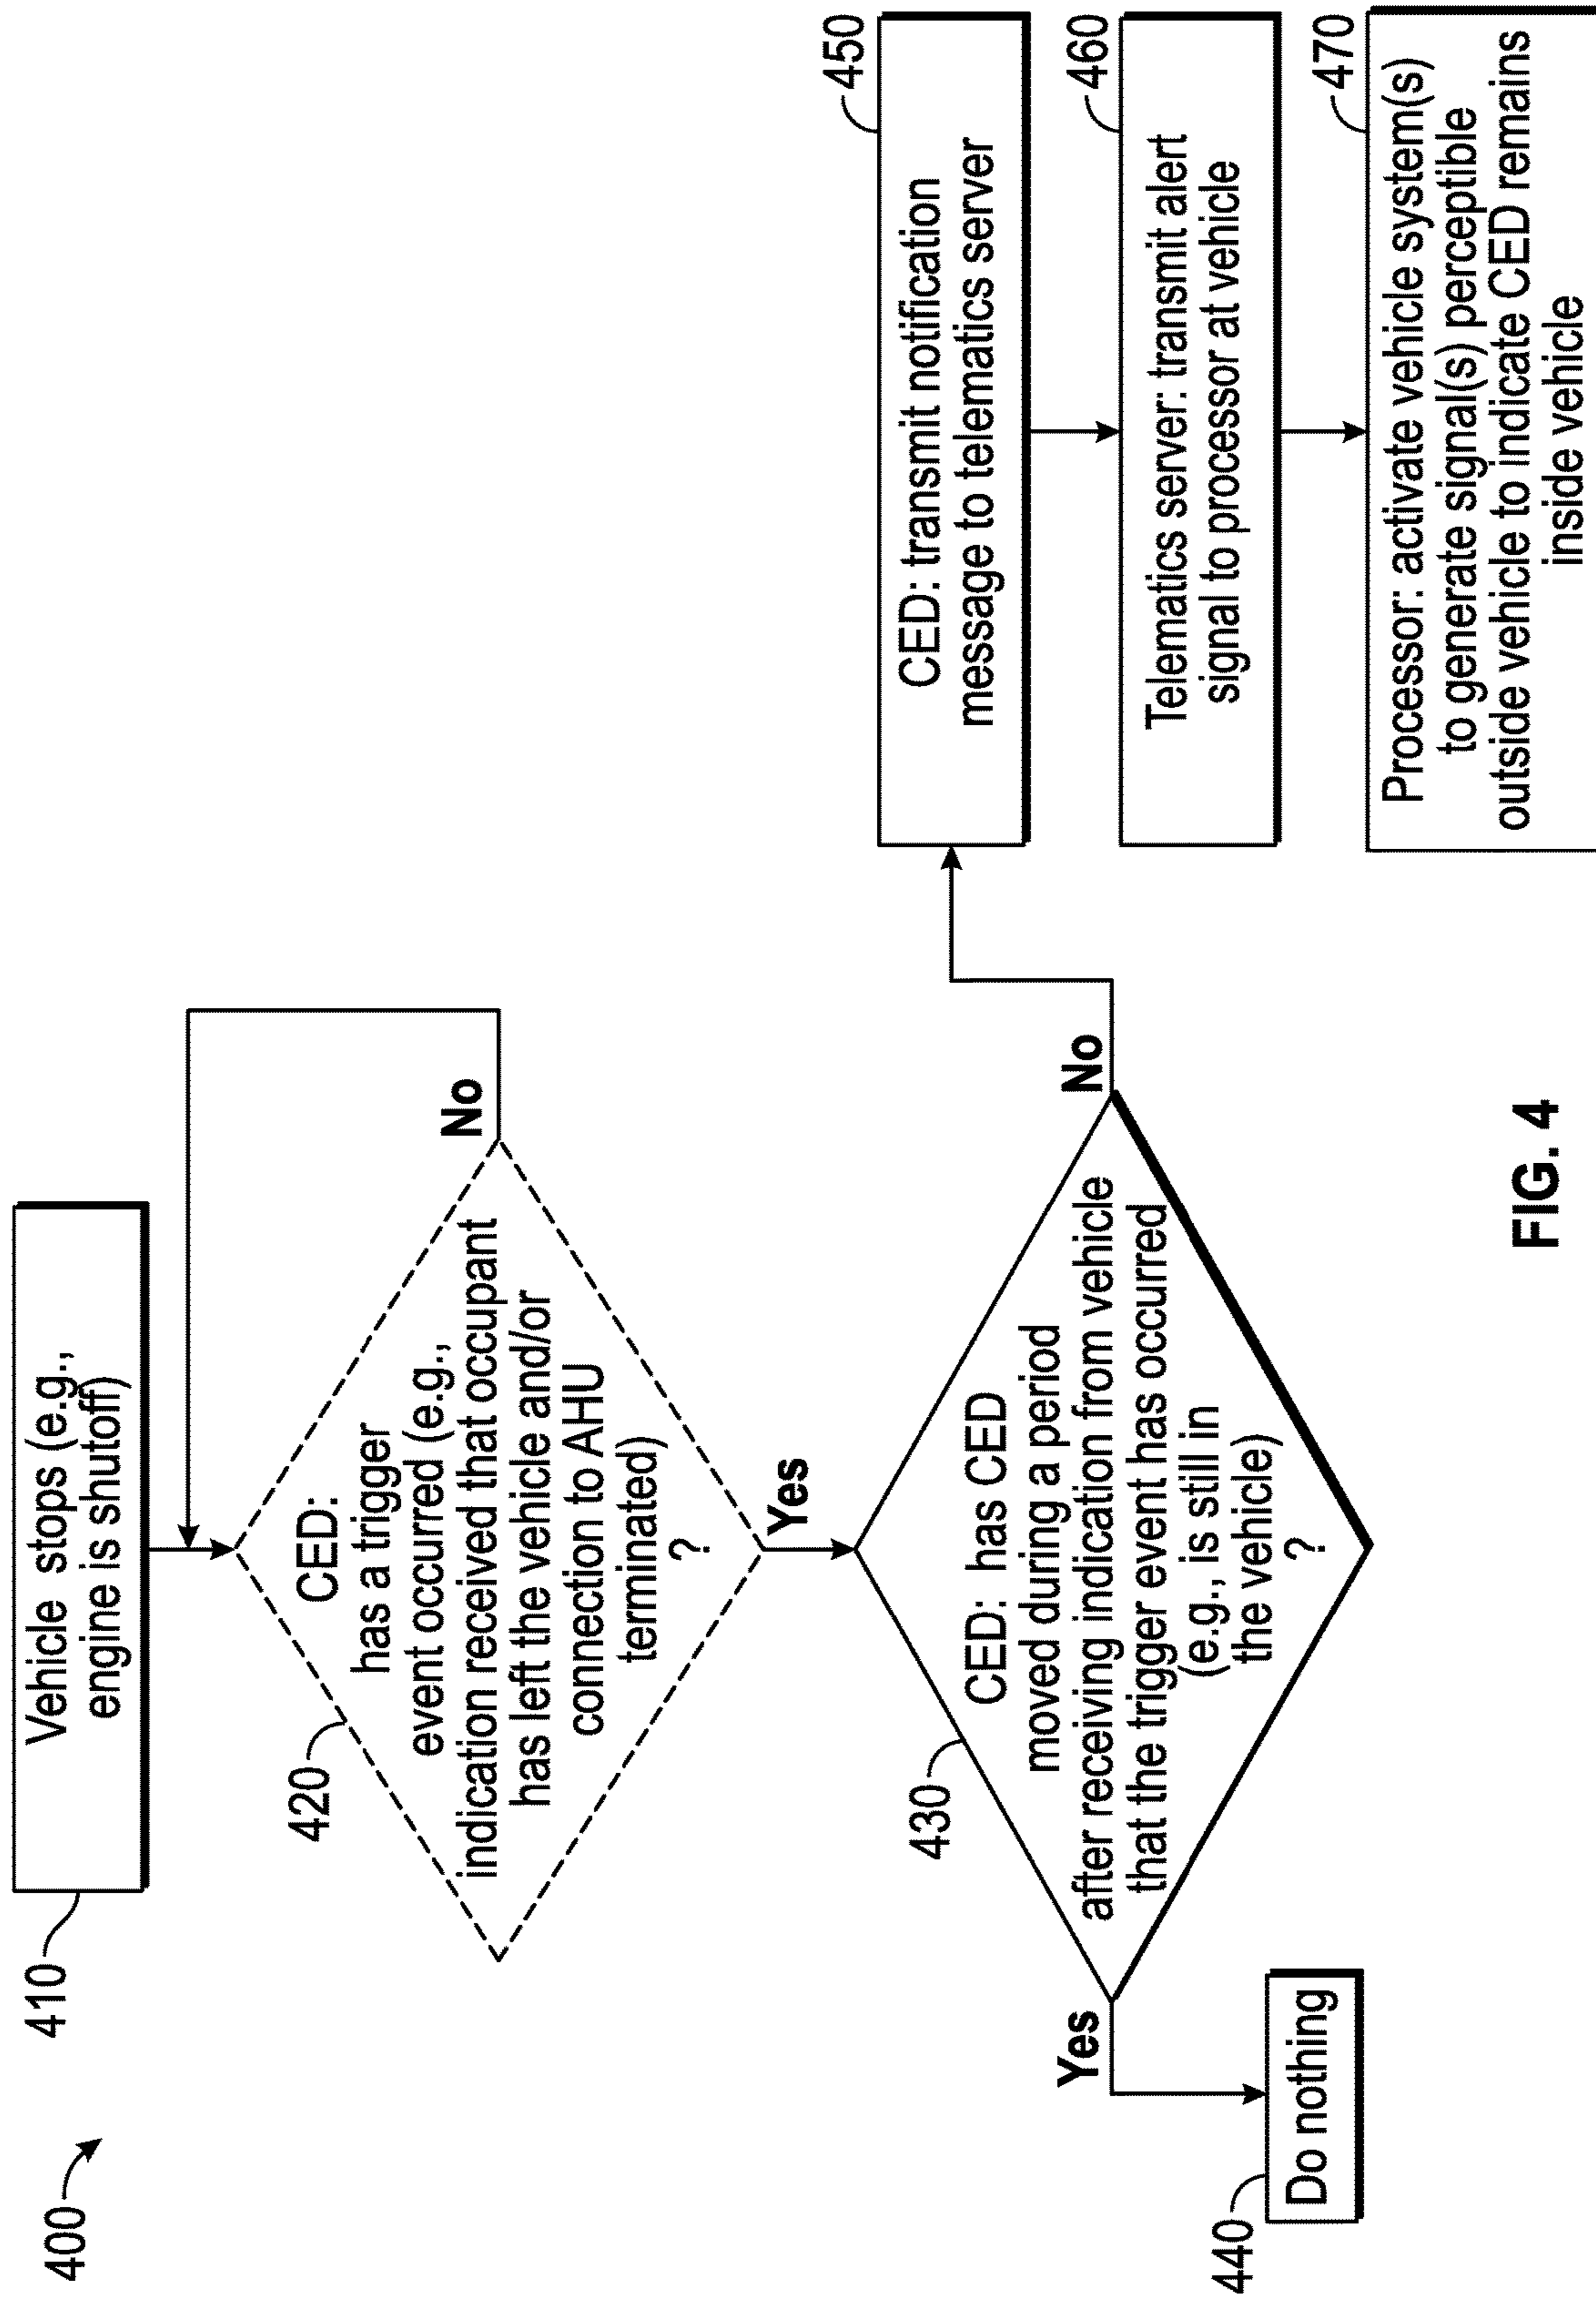 400
410
Vehicle stops (e.g.,
engine is shutoff)
420
CED:
has a trigger
event occurred (e.g.,
indication received that occupant
has left the vehicle and/or
connection to AHU
terminated)
?
No
Yes
430
CED: has CED
moved during a period
after receiving indication from vehicle
that the trigger event has occurred
(e.g., is still in
the vehicle)
?
Yes
No
440
Do nothing
450
CED: transmit notification
message to telematics server
460
Telematics server: transmit alert
signal to processor at vehicle
470
Processor: activate vehicle system(s)
to generate signal(s) perceptible
outside vehicle to indicate CED remains
inside vehicle
FIG. 4